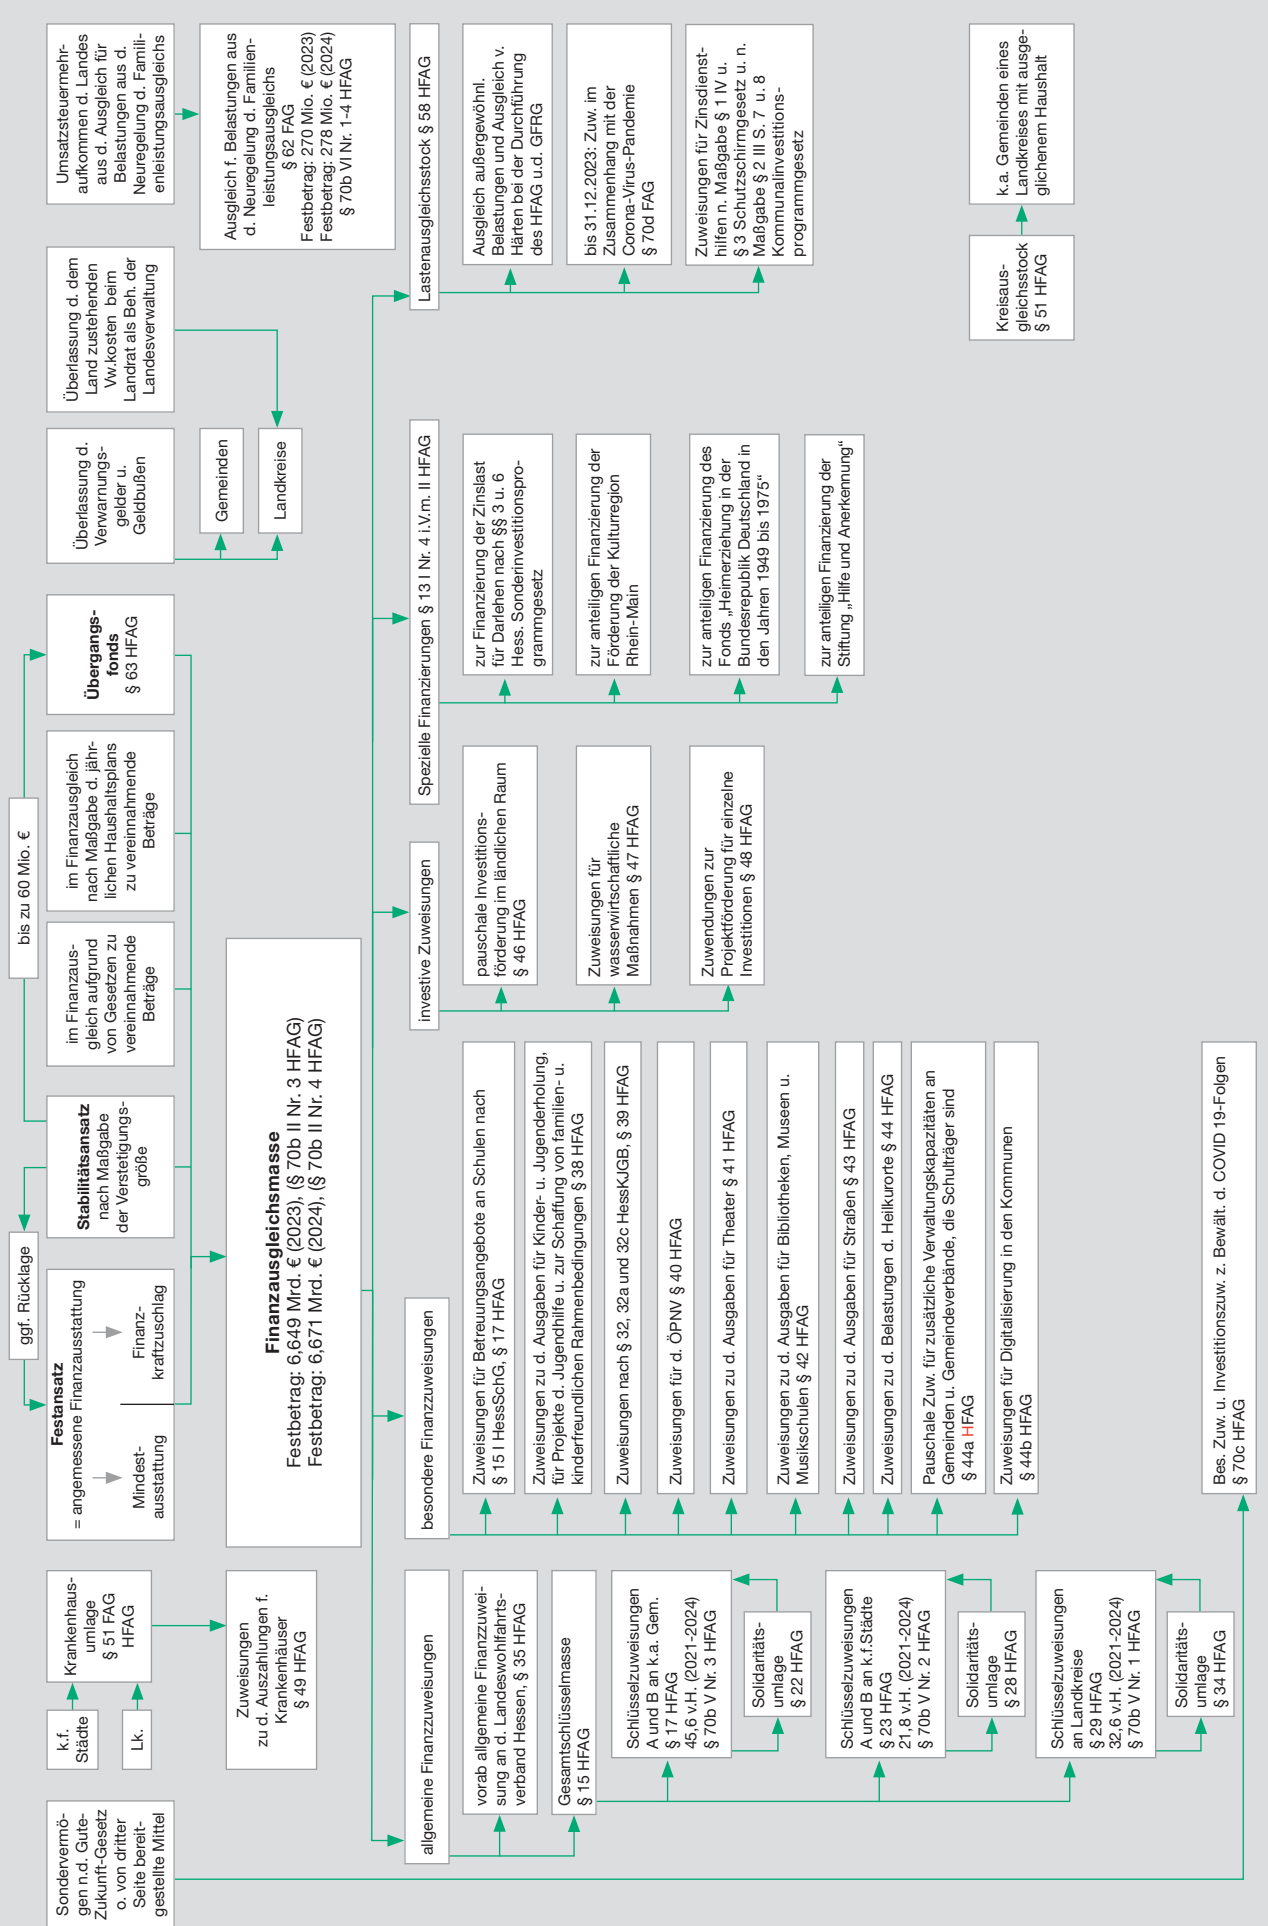 Sondervermö-
gen n.d. Gute-
Zukunft-Gesetz
o. von dritter
Seite bereit-
gestellte Mittel
k.f.
Städte
Lk.
Krankenhaus-
umlage
§ 51 FAG
HFAG
Zuweisungen
zu d. Auszahlungen f.
Krankenhäuser
§ 49 HFAG
ggf. Rücklage
bis zu 60 Mio. €
Festansatz
= angemessene Finanzausstattung
Mindest-
ausstattung
Finanz-
kraftzuschlag
Stabilitätsansatz
nach Maßgabe
der Verstetigungs-
größe
im Finanzaus-
gleich aufgrund
von Gesetzen zu
vereinnahmende
Beträge
im Finanzausgleich
nach Maßgabe d. jähr-
lichen Haushaltsplans
zu vereinnahmende
Beträge
Übergangs-
fonds
§ 63 HFAG
Überlassung d.
Verwarnungs-
gelder u.
Geldbußen
Gemeinden
Landkreise
Überlassung d. dem
Land zustehenden
Vw.kosten beim
Landrat als Beh. der
Landesverwaltung
Umsatzsteuermehr-
aufkommen d. Landes
aus d. Ausgleich für
Belastungen aus d.
Neuregelung d. Famili-
enleistungsausgleichs
Ausgleich f. Belastungen aus
d. Neuregelung d. Familien-
leistungsausgleichs
§ 62 FAG
Festbetrag: 270 Mio. € (2023)
Festbetrag: 278 Mio. € (2024)
§ 70b VI Nr. 1-4 HFAG
Finanzausgleichsmasse
Festbetrag: 6,649 Mrd. € (2023), (§ 70b II Nr. 3 HFAG)
Festbetrag: 6,671 Mrd. € (2024), (§ 70b II Nr. 4 HFAG)
allgemeine Finanzzuweisungen
vorab allgemeine Finanzzuwei-
sung an d. Landeswohlfahrts-
verband Hessen, § 35 HFAG
Gesamtschlüsselmasse
§ 15 HFAG
Schlüsselzuweisungen
A und B an k.a. Gem.
§ 17 HFAG
45,6 v.H. (2021-2024)
§ 70b V Nr. 3 HFAG
Solidaritäts-
umlage
§ 22 HFAG
Schlüsselzuweisungen
A und B an k.f.Städte
§ 23 HFAG
21,8 v.H. (2021-2024)
§ 70b V Nr. 2 HFAG
Solidaritäts-
umlage
§ 28 HFAG
Schlüsselzuweisungen
an Landkreise
§ 29 HFAG
32,6 v.H. (2021-2024)
§ 70b V Nr. 1 HFAG
Solidaritäts-
umlage
§ 34 HFAG
besondere Finanzzuweisungen
Zuweisungen für Betreuungsangebote an Schulen nach
§ 15 I HessSchG, § 17 HFAG
Zuweisungen zu d. Ausgaben für Kinder- u. Jugenderholung,
für Projekte d. Jugendhilfe u. zur Schaffung von familien- u.
kinderfreundlichen Rahmenbedingungen § 38 HFAG
Zuweisungen nach § 32, 32a und 32c HessKJGB, § 39 HFAG
Zuweisungen für d. ÖPNV § 40 HFAG
Zuweisungen zu d. Ausgaben für Theater § 41 HFAG
Zuweisungen zu d. Ausgaben für Bibliotheken, Museen u.
Musikschulen § 42 HFAG
Zuweisungen zu d. Ausgaben für Straßen § 43 HFAG
Zuweisungen zu d. Belastungen d. Heilkurorte § 44 HFAG
Pauschale Zuw. für zusätzliche Verwaltungskapazitäten an
Gemeinden u. Gemeindeverbände, die Schulträger sind
§ 44a HFAG
Zuweisungen für Digitalisierung in den Kommunen
§ 44b HFAG
Bes. Zuw. u. Investitionszuw. z. Bewält. d. COVID 19-Folgen
§ 70c HFAG
investive Zuweisungen
pauschale Investitions-
förderung im ländlichen Raum
§ 46 HFAG
Zuweisungen für
wasserwirtschaftliche
Maßnahmen § 47 HFAG
Zuwendungen zur
Projektförderung für einzelne
Investitionen § 48 HFAG
Spezielle Finanzierungen § 13 I Nr. 4 i.V.m. II HFAG
zur Finanzierung der Zinslast
für Darlehen nach §§ 3 u. 6
Hess. Sonderinvestitionspro-
grammgesetz
zur anteiligen Finanzierung der
Förderung der Kulturregion
Rhein-Main
zur anteiligen Finanzierung des
Fonds „Heimerziehung in der
Bundesrepublik Deutschland in
den Jahren 1949 bis 1975“
zur anteiligen Finanzierung der
Stiftung „Hilfe und Anerkennung“
Lastenausgleichsstock § 58 HFAG
Ausgleich außergewöhnl.
Belastungen und Ausgleich v.
Härten bei der Durchführung
des HFAG u.d. GFRG
bis 31.12.2023: Zuw. im
Zusammenhang mit der
Corona-Virus-Pandemie
§ 70d FAG
Zuweisungen für Zinsdienst-
hilfen n. Maßgabe § 1 IV u.
§ 3 Schutzschirmgesetz u. n.
Maßgabe § 2 III S. 7 u. 8
Kommunalinvestitions-
programmgesetz
Kreisaus-
gleichsstock
§ 51 HFAG
k.a. Gemeinden eines
Landkreises mit ausge-
glichenem Haushalt